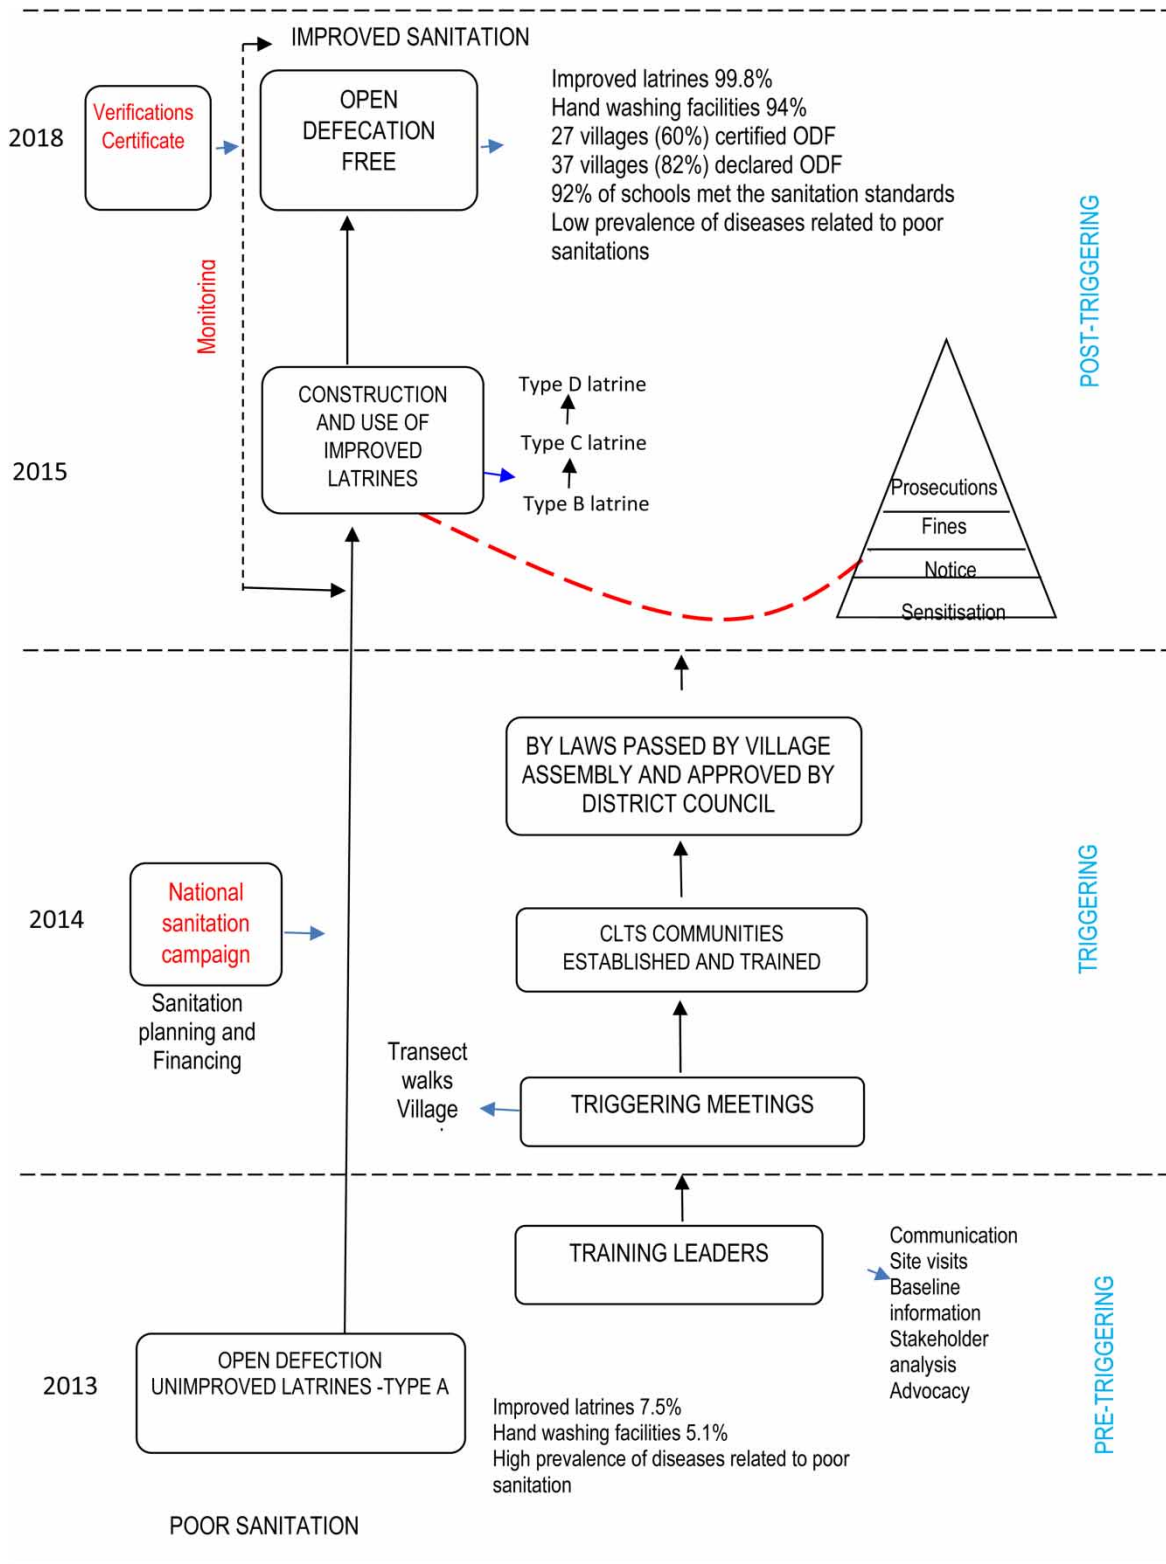 IMPROVED SANITATION
2018
Verifications
Certificate
OPEN
DEFECATION
FREE
Improved latrines 99.8%
Hand washing facilities 94%
27 villages (60%) certified ODF
37 villages (82%) declared ODF
92% of schools met the sanitation standards
Low prevalence of diseases related to poor
sanitations
POST-TRIGGERING
Monitoring
2015
CONSTRUCTION
AND USE OF
IMPROVED
LATRINES
Type D latrine
Type C latrine
Type B latrine
Prosecutions
Fines
Notice
Sensitisation
BY LAWS PASSED BY VILLAGE
ASSEMBLY AND APPROVED BY
DISTRICT COUNCIL
TRIGGERING
2014
National
sanitation
campaign
Sanitation
planning and
Financing
CLTS COMMUNITIES
ESTABLISHED AND TRAINED
Transect
walks
Village
TRIGGERING MEETINGS
TRAINING LEADERS
Communication
Site visits
Baseline
information
Stakeholder
analysis
Advocacy
PRE-TRIGGERING
2013
OPEN DEFECTION
UNIMPROVED LATRINES -TYPE A
Improved latrines 7.5%
Hand washing facilities 5.1%
High prevalence of diseases related to poor
sanitation
POOR SANITATION